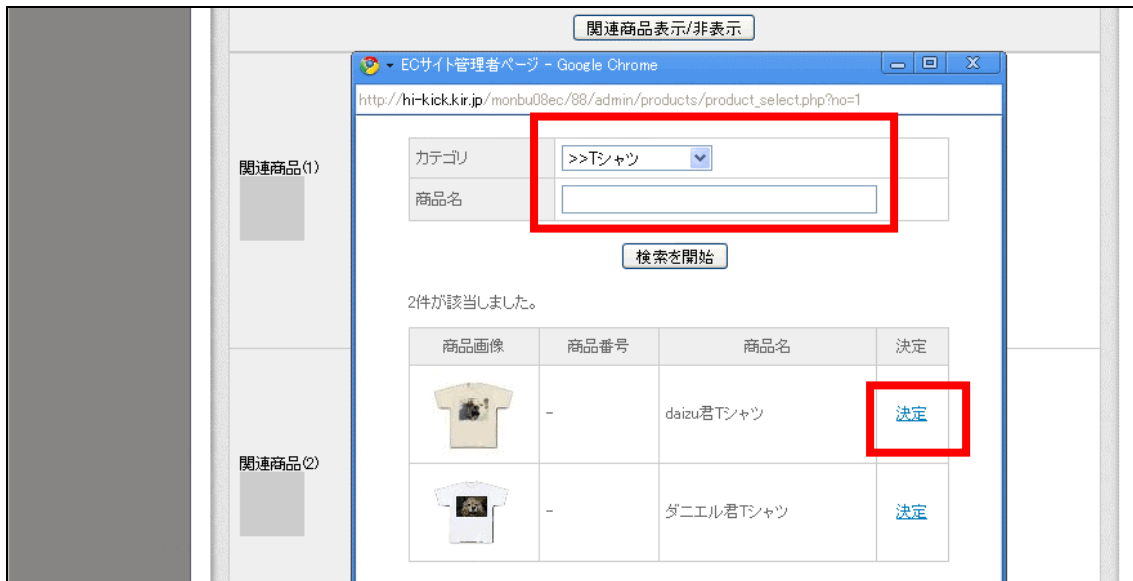 関連商品表示/非表示
ECサイト管理者ページ - Google Chrome
http://hi-kick.kir.jp/monbu08ec/88/admin/products/product_select.php?no=1
関連商品(1)
カテゴリ >>Tシャツ
商品名
検索を開始
2件が該当しました。
商品画像 商品番号 商品名 決定
- daizu君Tシャツ 決定
関連商品(2)
- ダニエル君Tシャツ 決定